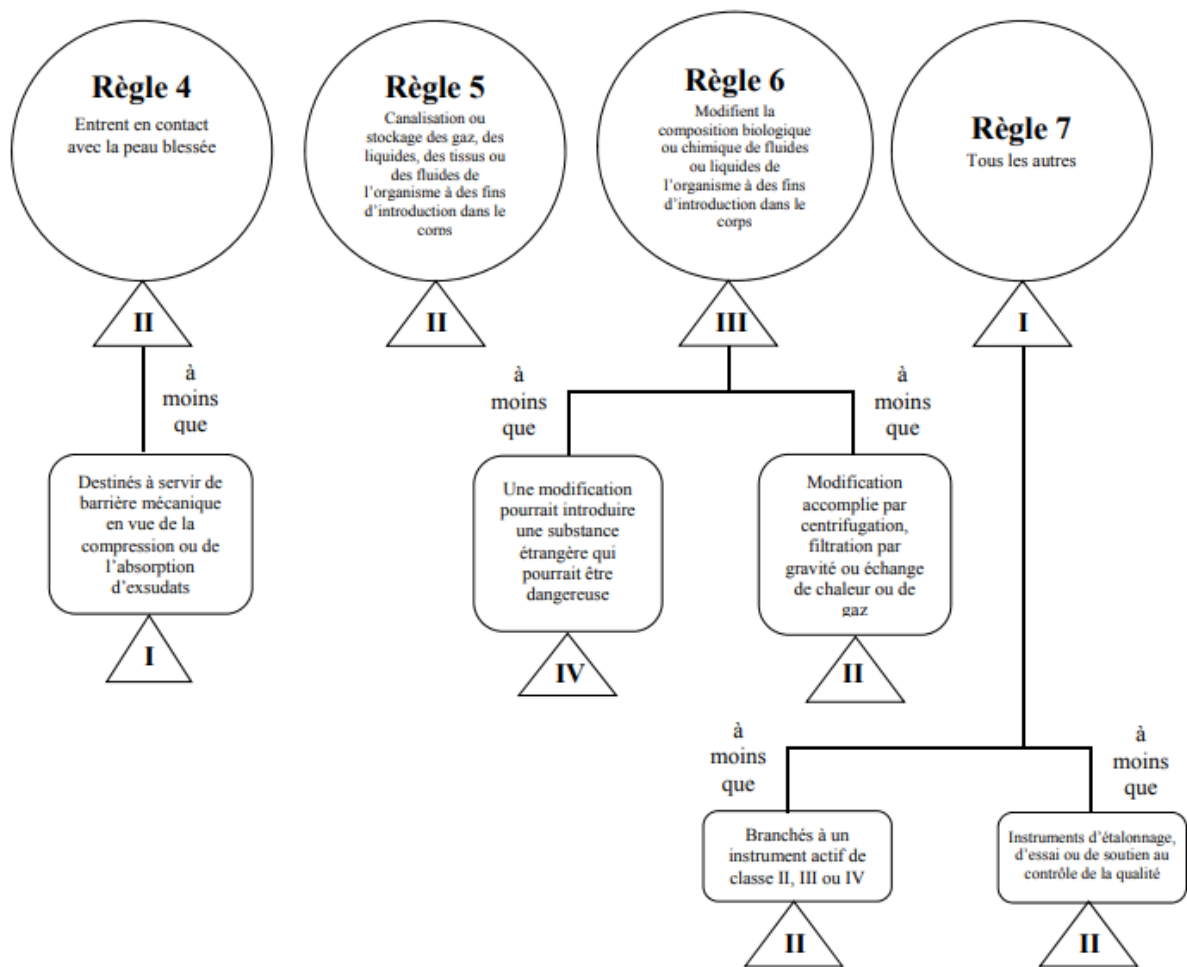 Règle 4
Entrent en contact
avec la peau blessée
II
à
moins
que
Destinés à servir de
barrière mécanique
en vue de la
compression ou de
l'absorption
d'exsudats
I
Règle 5
Canalisation ou
stockage des gaz, des
liquides, des tissus ou
des fluides de
l'organisme à des fins
d'introduction dans le
corps
II
Règle 6
Modifient la
composition biologique
ou chimique de fluides
ou liquides de
l'organisme à des fins
d'introduction dans le
corps
III
à
moins
que
Une modification
pourrait introduire
une substance
étrangère qui
pourrait être
dangereuse
IV
à
moins
que
Modification
accomplie par
centrifugation,
filtration par
gravité ou échange
de chaleur ou de
gaz
II
Règle 7
Tous les autres
I
à
moins
que
Branchés à un
instrument actif de
classe II, III ou IV
II
à
moins
que
Instruments d'étalonnage,
d'essai ou de soutien au
contrôle de la qualité
II